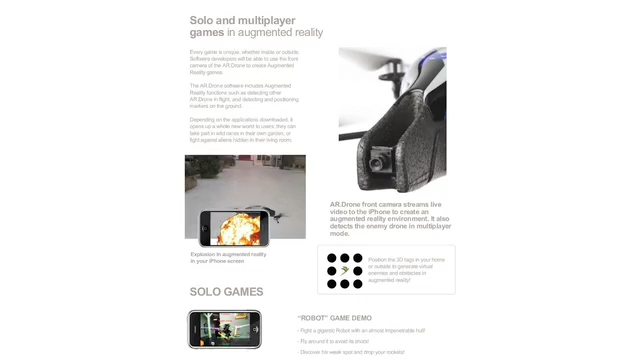 Solo and multiplayer
games in augmented reality
Every game is unique, whether inside or outside.
Software developers will be able to use the front
camera of the AR.Drone to create Augmented
Reality games.
The AR.Drone software includes Augmented
Reality functions such as detecting other
AR.Drone in flight, and detecting and positioning
markers on the ground.
Depending on the applications downloaded, it
opens up a whole new world to users; they can
take part in wild races in their own garden, or
fight against aliens hidden in their living room.
AR.Drone front camera streams live
video to the iPhone to create an
augmented reality environment. It also
detects the enemy drone in multiplayer
mode.
Explosion in augmented reality
in your iPhone screen
Position the 3D tags in your home
or outside to generate virtual
enemies and obstacles in
augmented reality!
SOLO GAMES
“ROBOT” GAME DEMO
- Fight a gigantic Robot with an almost impenetrable hull!
- Fly around it to avoid its shots!
- Discover his weak spot and drop your rockets!